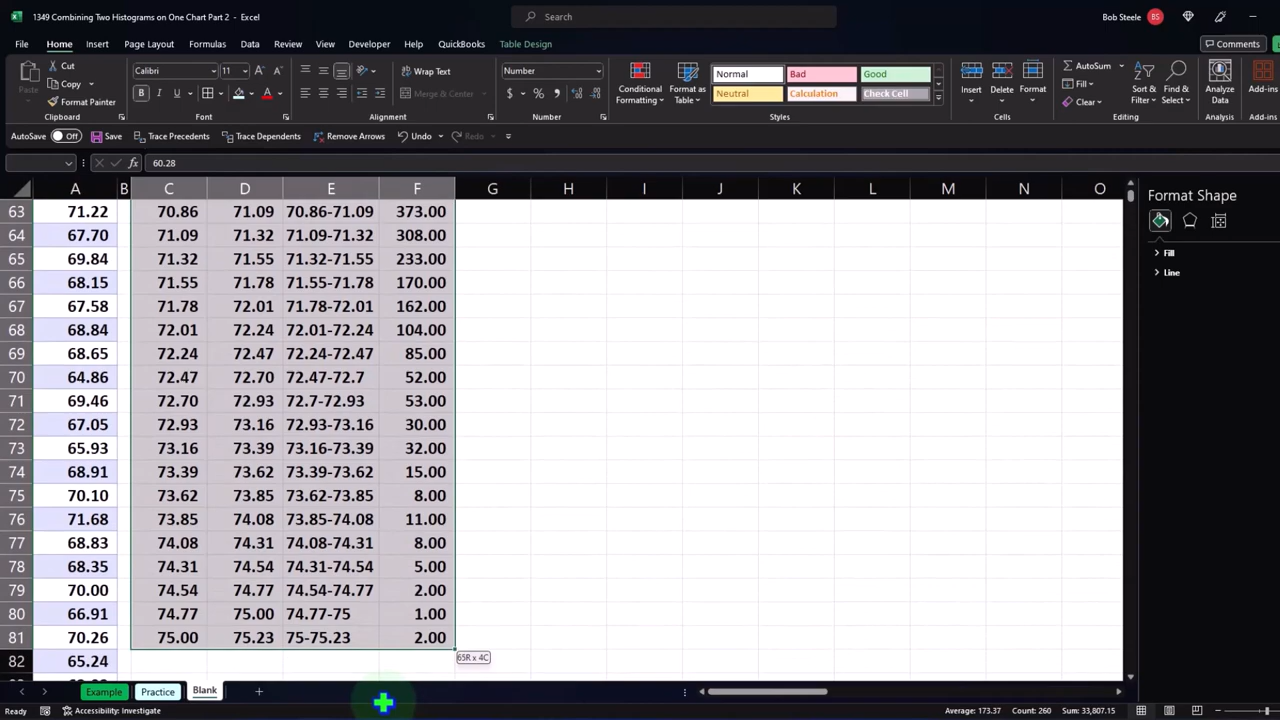 1349 Combining Two Histograms on One Chart Part 2 - Excel
Search
Bob Steele BS
File Home Insert Page Layout Formulas Data Review View Developer Help QuickBooks Table Design Comments
Cut
Copy
Format Painter
Paste
Clipboard
Calibri 11
B I U
Font
Wrap Text
Merge & Center
Alignment
Number
$ % 9
Number
Conditional Formatting
Format as Table
Normal Bad Good
Neutral Calculation Check Cell
Styles
Insert Delete Format
Cells
AutoSum
Fill
Clear
Sort & Filter
Find & Select
Editing
Analyze Data
Analysis
Add-ins
Add-ins
AutoSave Off Save Trace Precedents Trace Dependents Remove Arrows Undo Redo
fx 60.28
A B C D E F G H I J K L M N O
63 71.22 70.86 71.09 70.86-71.09 373.00
64 67.70 71.09 71.32 71.09-71.32 308.00
65 69.84 71.32 71.55 71.32-71.55 233.00
66 68.15 71.55 71.78 71.55-71.78 170.00
67 67.58 71.78 72.01 71.78-72.01 162.00
68 68.84 72.01 72.24 72.01-72.24 104.00
69 68.65 72.24 72.47 72.24-72.47 85.00
70 64.86 72.47 72.70 72.47-72.7 52.00
71 69.46 72.70 72.93 72.7-72.93 53.00
72 67.05 72.93 73.16 72.93-73.16 30.00
73 65.93 73.16 73.39 73.16-73.39 32.00
74 68.91 73.39 73.62 73.39-73.62 15.00
75 70.10 73.62 73.85 73.62-73.85 8.00
76 71.68 73.85 74.08 73.85-74.08 11.00
77 68.83 74.08 74.31 74.08-74.31 8.00
78 68.35 74.31 74.54 74.31-74.54 5.00
79 70.00 74.54 74.77 74.54-74.77 2.00
80 66.91 74.77 75.00 74.77-75 1.00
81 70.26 75.00 75.23 75-75.23 2.00
82 65.24
65R x 4C
Format Shape
Fill
Line
Example Practice Blank
Ready Accessibility: Investigate Average: 173.37 Count: 260 Sum: 33,807.15